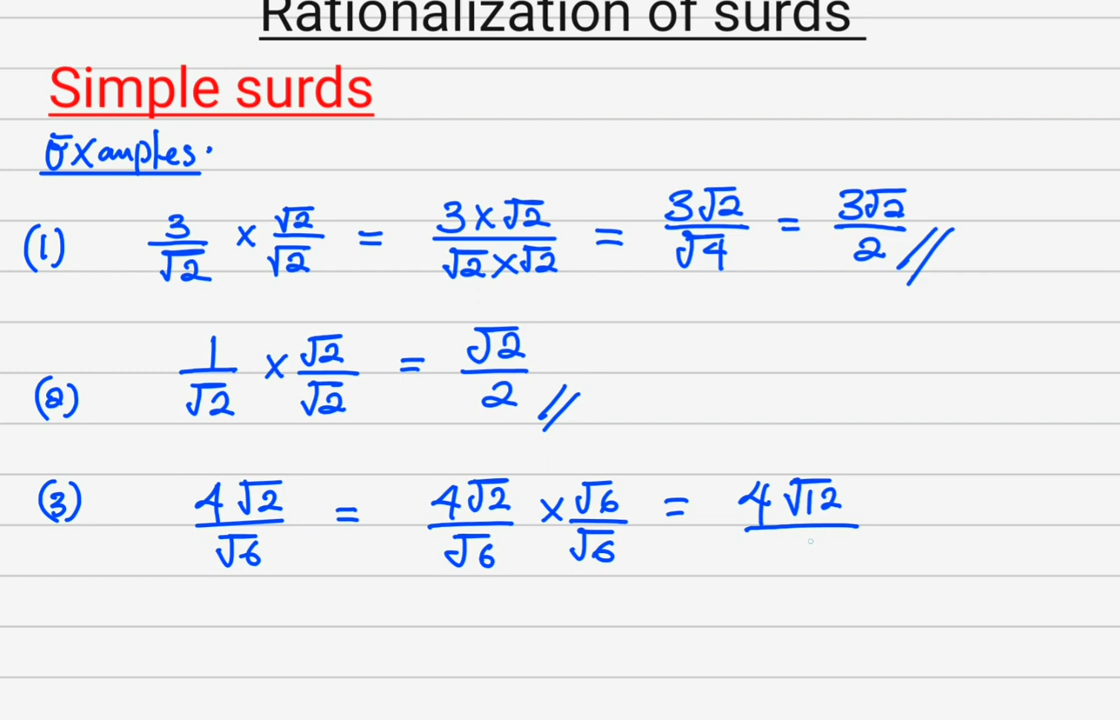 Rationalization of surds
Simple surds
Examples.
(1) 3/√2 × √2/√2 = 3×√2/√2×√2 = 3√2/√4 = 3√2/2 //
(2) 1/√2 × √2/√2 = √2/2 //
(3) 4√2/√6 = 4√2/√6 × √6/√6 = 4√12/